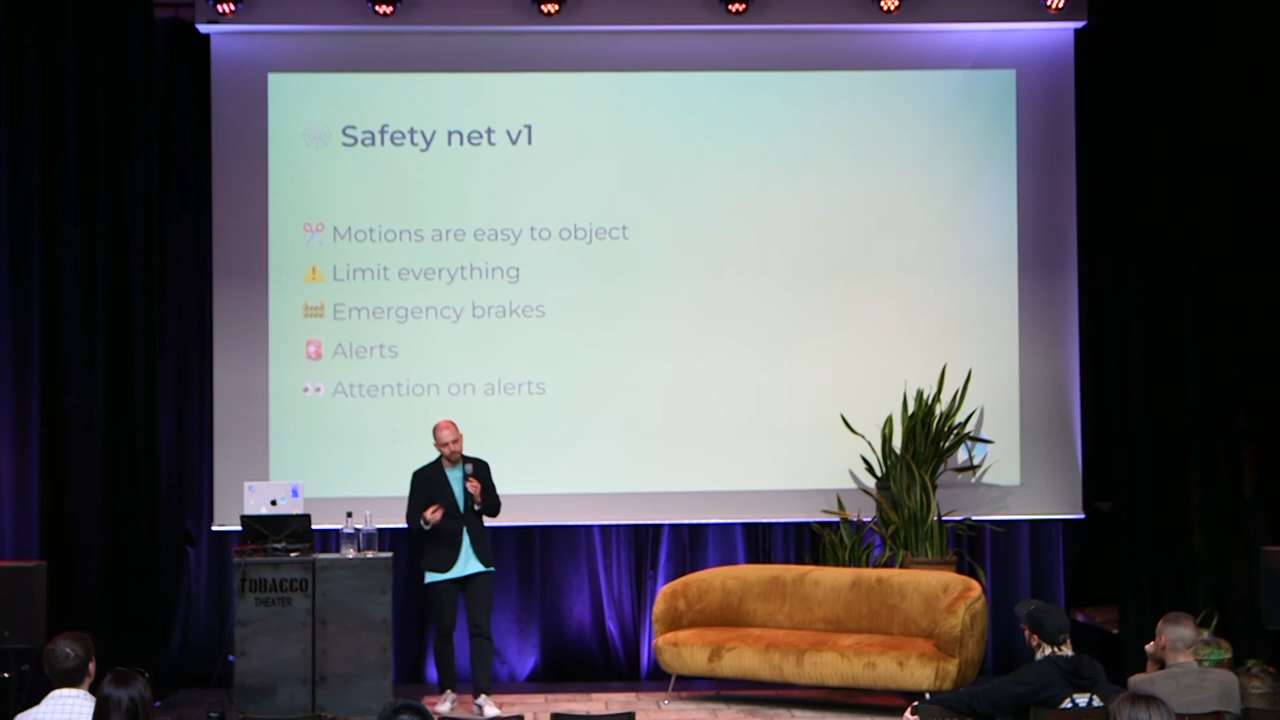 Safety net v1
Motions are easy to object
Limit everything
Emergency brakes
Alerts
Attention on alerts
TOBACCO
THEATER